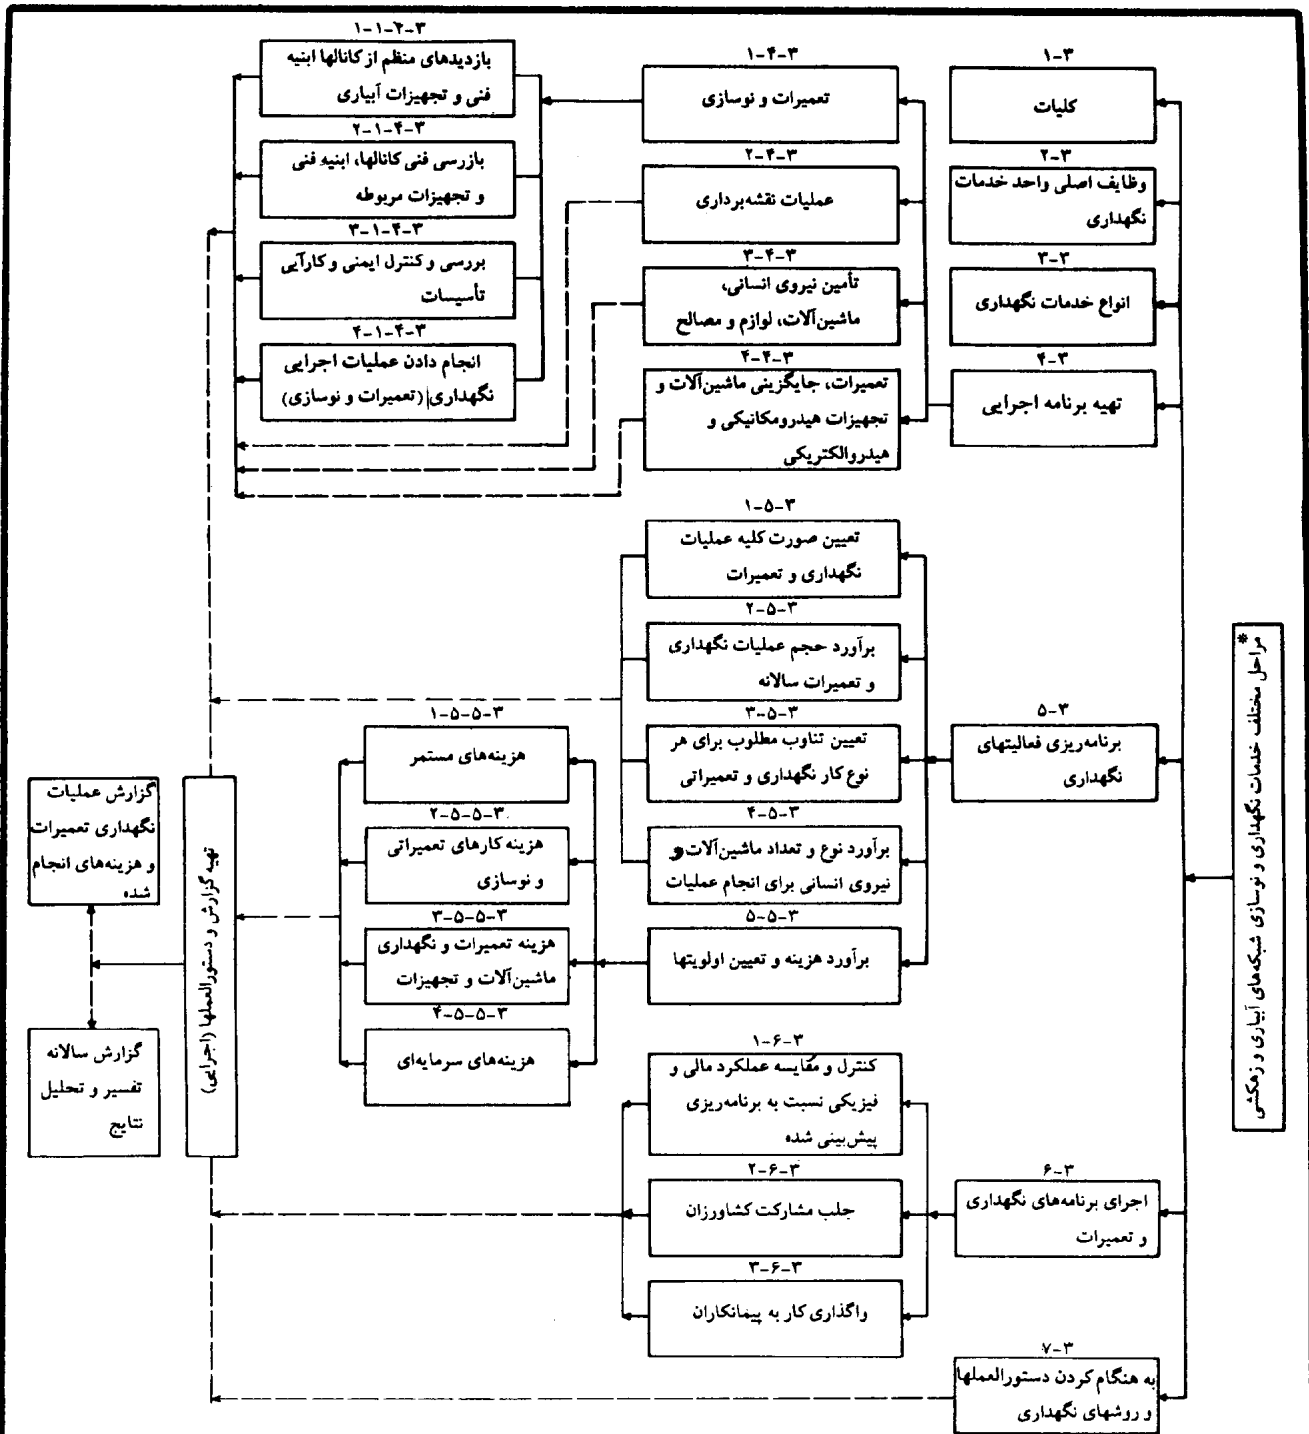 *
مراحل مختلف خدمات نگهداری و نوسازی شبکه‌های آبیاری و زهکشی
۳-۱
کلیات
۳-۲
وظایف اصلی واحد خدمات
نگهداری
۳-۳
انواع خدمات نگهداری
۳-۴
تهیه برنامه اجرایی
۳-۵
برنامه‌ریزی فعالیتهای
نگهداری
۳-۶
اجرای برنامه‌های نگهداری
و تعمیرات
۳-۷
به هنگام کردن دستورالعملها
و روشهای نگهداری
۳-۴-۱
تعمیرات و نوسازی
۳-۴-۲
عملیات نقشه‌برداری
۳-۴-۳
تأمین نیروی انسانی،
ماشین‌آلات، لوازم و مصالح
۳-۴-۴
تعمیرات، جایگزینی ماشین‌آلات و
تجهیزات هیدرومکانیکی و
هیدروالکتریکی
۳-۵-۱
تعیین صورت کلیه عملیات
نگهداری و تعمیرات
۳-۵-۲
برآورد حجم عملیات نگهداری
و تعمیرات سالانه
۳-۵-۳
تعیین تناوب مطلوب برای هر
نوع کار نگهداری و تعمیراتی
۳-۵-۴
برآورد نوع و تعداد ماشین‌آلات و
نیروی انسانی برای انجام عملیات
۳-۵-۵
برآورد هزینه و تعیین اولویتها
۳-۶-۱
کنترل و مقایسه عملکرد مالی و
فیزیکی نسبت به برنامه‌ریزی
پیش‌بینی شده
۳-۶-۲
جلب مشارکت کشاورزان
۳-۶-۳
واگذاری کار به پیمانکاران
۳-۲-۱-۱
بازدیدهای منظم از کانالها ابنیه
فنی و تجهیزات آبیاری
۳-۴-۱-۲
بازرسی فنی کانالها، ابنیه فنی
و تجهیزات مربوطه
۳-۴-۱-۳
بررسی و کنترل ایمنی و کارآیی
تأسیسات
۳-۴-۱-۴
انجام دادن عملیات اجرایی
نگهداری (تعمیرات و نوسازی)
۳-۵-۵-۱
هزینه‌های مستمر
۳-۵-۵-۲
هزینه کارهای تعمیراتی
و نوسازی
۳-۵-۵-۳
هزینه تعمیرات و نگهداری
ماشین‌آلات و تجهیزات
۳-۵-۵-۴
هزینه‌های سرمایه‌ای
تهیه گزارش و دستورالعملها (اجرایی)
گزارش عملیات
نگهداری تعمیرات
و هزینه‌های انجام
شده
گزارش سالانه
تفسیر و تحلیل
نتایج